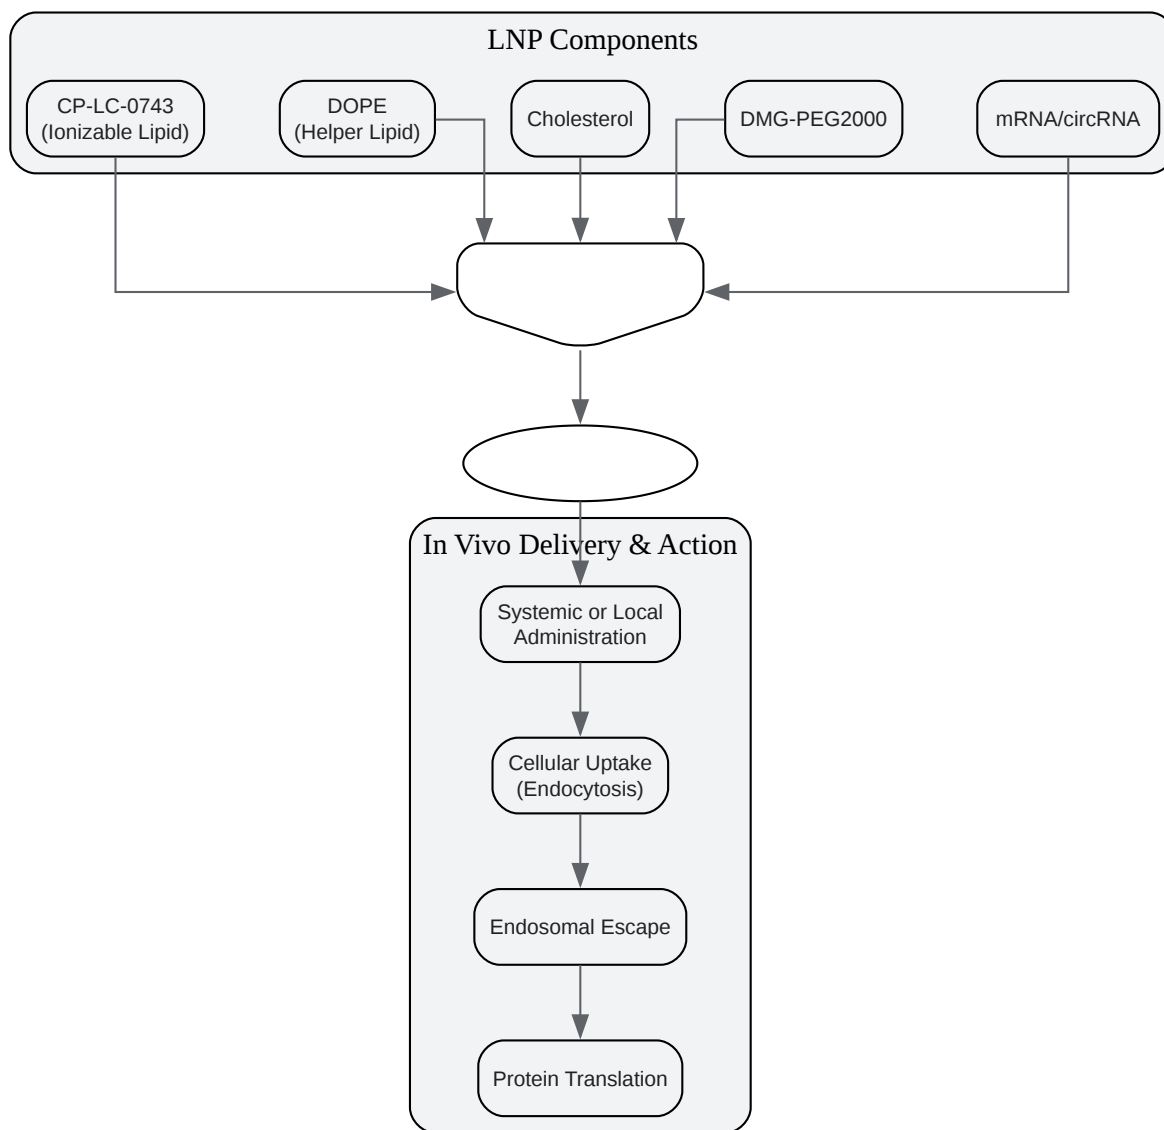 LNP Components
CP-LC-0743
(Ionizable Lipid)
DOPE
(Helper Lipid)
Cholesterol
DMG-PEG2000
mRNA/circRNA
In Vivo Delivery & Action
Systemic or Local
Administration
Cellular Uptake
(Endocytosis)
Endosomal Escape
Protein Translation